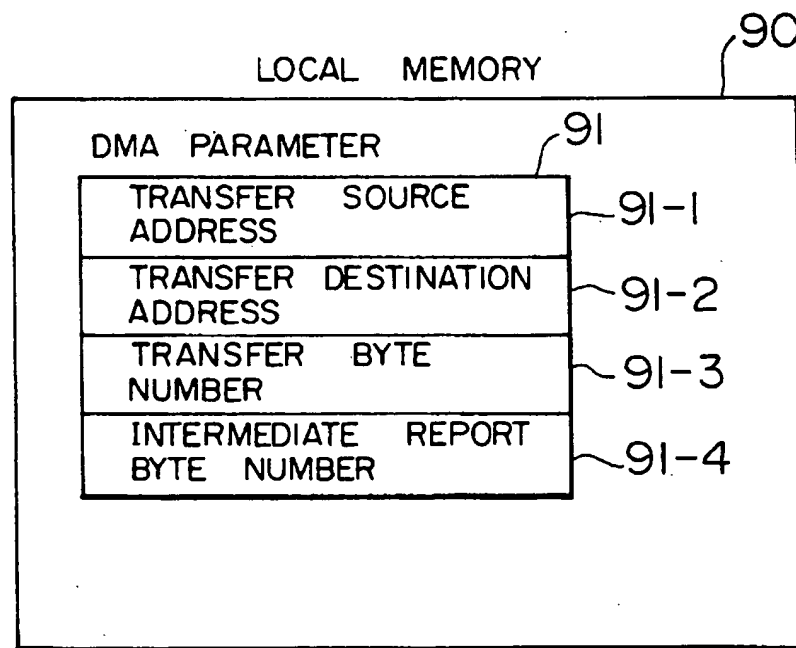 90
LOCAL MEMORY
DMA PARAMETER
91
TRANSFER SOURCE
ADDRESS
91-1
TRANSFER DESTINATION
ADDRESS
91-2
TRANSFER BYTE
NUMBER
91-3
INTERMEDIATE REPORT
BYTE NUMBER
91-4